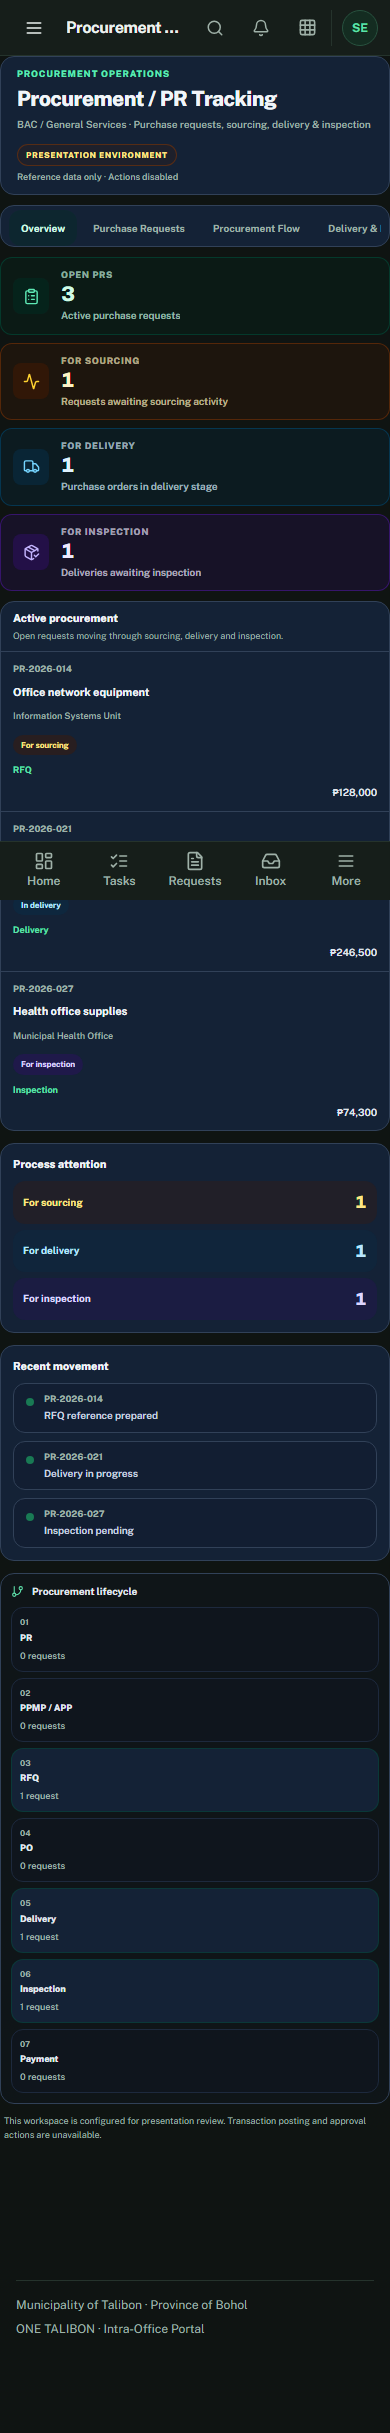 Procurement ...
SE
PROCUREMENT OPERATIONS
Procurement / PR Tracking
BAC / General Services · Purchase requests, sourcing, delivery & inspection
PRESENTATION ENVIRONMENT
Reference data only · Actions disabled
Overview Purchase Requests Procurement Flow Delivery &
OPEN PRS
3
Active purchase requests
FOR SOURCING
1
Requests awaiting sourcing activity
FOR DELIVERY
1
Purchase orders in delivery stage
FOR INSPECTION
1
Deliveries awaiting inspection
Active procurement
Open requests moving through sourcing, delivery and inspection.
PR-2026-014
Office network equipment
Information Systems Unit
For sourcing
RFQ
₱128,000
PR-2026-021
Home Tasks Requests Inbox More
In delivery
Delivery
₱246,500
PR-2026-027
Health office supplies
Municipal Health Office
For inspection
Inspection
₱74,300
Process attention
For sourcing 1
For delivery 1
For inspection 1
Recent movement
PR-2026-014
RFQ reference prepared
PR-2026-021
Delivery in progress
PR-2026-027
Inspection pending
Procurement lifecycle
01
PR
0 requests
02
PPMP / APP
0 requests
03
RFQ
1 request
04
PO
0 requests
05
Delivery
1 request
06
Inspection
1 request
07
Payment
0 requests
This workspace is configured for presentation review. Transaction posting and approval
actions are unavailable.
Municipality of Talibon · Province of Bohol
ONE TALIBON · Intra-Office Portal